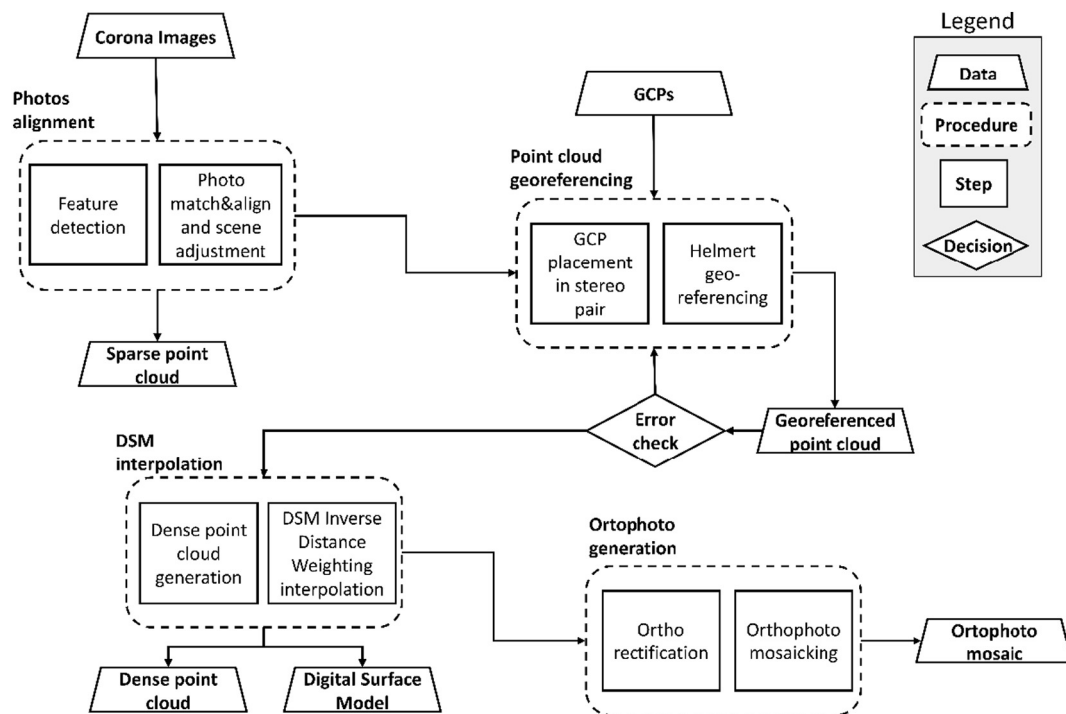 Corona Images
Photos
alignment
Feature
detection
Photo
match&align
and scene
adjustment
Sparse point
cloud
GCPs
Point cloud
georeferencing
GCP
placement
in stereo
pair
Helmert
geo-
referencing
Error
check
Georeferenced
point cloud
DSM
interpolation
Dense point
cloud
generation
DSM Inverse
Distance
Weighting
interpolation
Dense point
cloud
Digital Surface
Model
Ortophoto
generation
Ortho
rectification
Orthophoto
mosaicking
Ortophoto
mosaic
Legend
Data
Procedure
Step
Decision